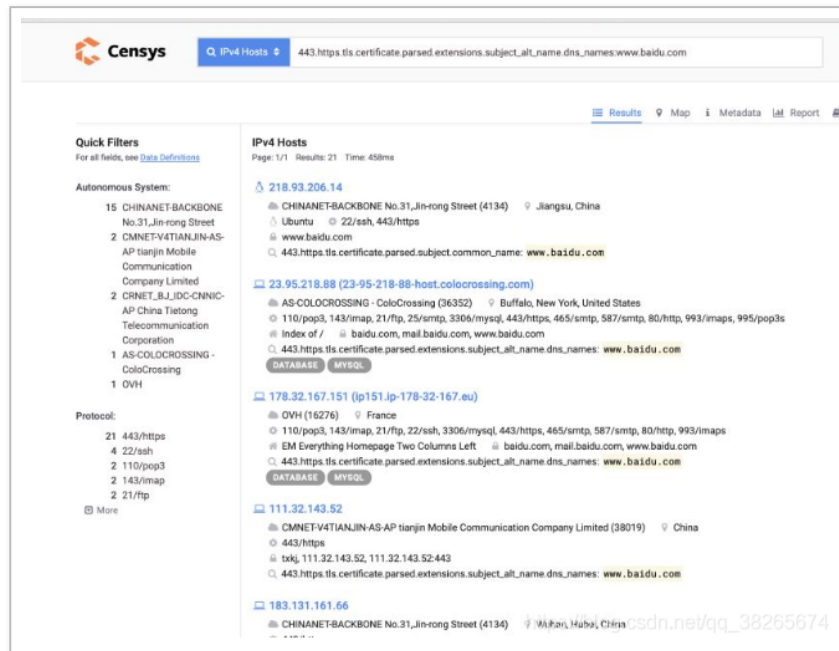 Censys
IPv4 Hosts
443.https.tls.certificate.parsed.extensions.subject_alt_name.dns_names:www.baidu.com
Results Map Metadata Report
Quick Filters
For all fields, see Data Definitions
Autonomous System:
15 CHINANET-BACKBONE
No.31,Jin-rong Street
2 CMNET-V4TIANJIN-AS-
AP tianjin Mobile
Communication
Company Limited
2 CRNET_BJ_IDC-CNNIC-
AP China Tietong
Telecommunication
Corporation
1 AS-COLOCROSSING -
ColoCrossing
1 OVH
Protocol:
21 443/https
4 22/ssh
2 110/pop3
2 143/imap
2 21/ftp
More
IPv4 Hosts
Page: 1/1 Results: 21 Time: 458ms
218.93.206.14
CHINANET-BACKBONE No.31,Jin-rong Street (4134) Jiangsu, China
Ubuntu 22/ssh, 443/https
www.baidu.com
443.https.tls.certificate.parsed.subject.common_name: www.baidu.com
23.95.218.88 (23-95-218-88-host.colocrossing.com)
AS-COLOCROSSING - ColoCrossing (36352) Buffalo, New York, United States
110/pop3, 143/imap, 21/ftp, 25/smtp, 3306/mysql, 443/https, 465/smtp, 587/smtp, 80/http, 993/imaps, 995/pop3s
Index of / baidu.com, mail.baidu.com, www.baidu.com
443.https.tls.certificate.parsed.extensions.subject_alt_name.dns_names: www.baidu.com
DATABASE MYSQL
178.32.167.151 (ip151.ip-178-32-167.eu)
OVH (16276) France
110/pop3, 143/imap, 21/ftp, 22/ssh, 3306/mysql, 443/https, 465/smtp, 587/smtp, 80/http, 993/imaps
EM Everything Homepage Two Columns Left baidu.com, mail.baidu.com, www.baidu.com
443.https.tls.certificate.parsed.extensions.subject_alt_name.dns_names: www.baidu.com
DATABASE MYSQL
111.32.143.52
CMNET-V4TIANJIN-AS-AP tianjin Mobile Communication Company Limited (38019) China
443/https
txkj, 111.32.143.52, 111.32.143.52:443
443.https.tls.certificate.parsed.extensions.subject_alt_name.dns_names: www.baidu.com
183.131.161.66
CHINANET-BACKBONE No.31,Jin-rong Street (4134) Wuhan, Hubei, China
https://blog.csdn.net/qq_38265674